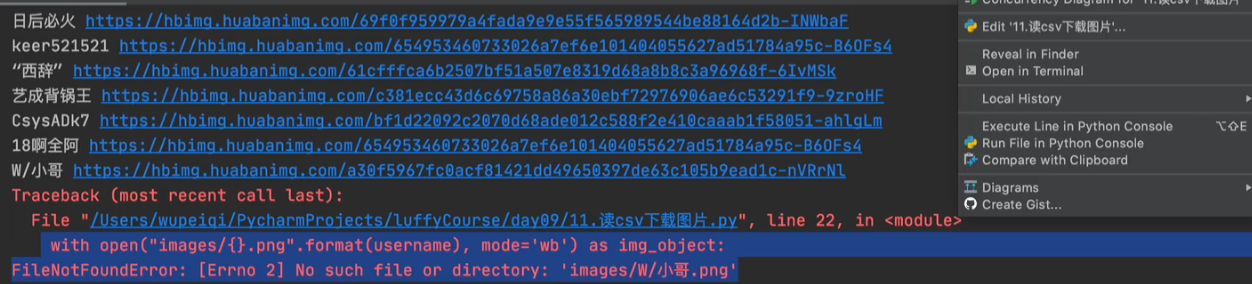 日后必火 https://hbimg.huabanimg.com/69f0f959979a4fada9e9e55f565989544be88164d2b-INWbaF
keer521521 https://hbimg.huabanimg.com/654953460733026a7ef6e101404055627ad51784a95c-B6OFs4
“西辞” https://hbimg.huabanimg.com/61cfffca6b2507bf51a507e8319d68a8b8c3a96968f-6IvMSk
艺成背锅王 https://hbimg.huabanimg.com/c381ecc43d6c69758a86a30ebf72976906ae6c53291f9-9zroHF
CsysADk7 https://hbimg.huabanimg.com/bf1d22092c2070d68ade012c588f2e410caaab1f58051-ahlgLm
18啊全阿 https://hbimg.huabanimg.com/654953460733026a7ef6e101404055627ad51784a95c-B6OFs4
W/小哥 https://hbimg.huabanimg.com/a30f5967fc0acf81421dd49650397de63c105b9ead1c-nVRrNl
Traceback (most recent call last):
File "/Users/wupeiqi/PycharmProjects/luffyCourse/day09/11.读csv下载图片.py", line 22, in <module>
with open("images/{}.png".format(username), mode='wb') as img_object:
FileNotFoundError: [Errno 2] No such file or directory: 'images/W/小哥.png'
Concurrency Diagram for '11.读csv下载图片'
Edit '11.读csv下载图片'...
Reveal in Finder
Open in Terminal
Local History
Execute Line in Python Console ⌥⇧E
Run File in Python Console
Compare with Clipboard
Diagrams
Create Gist...